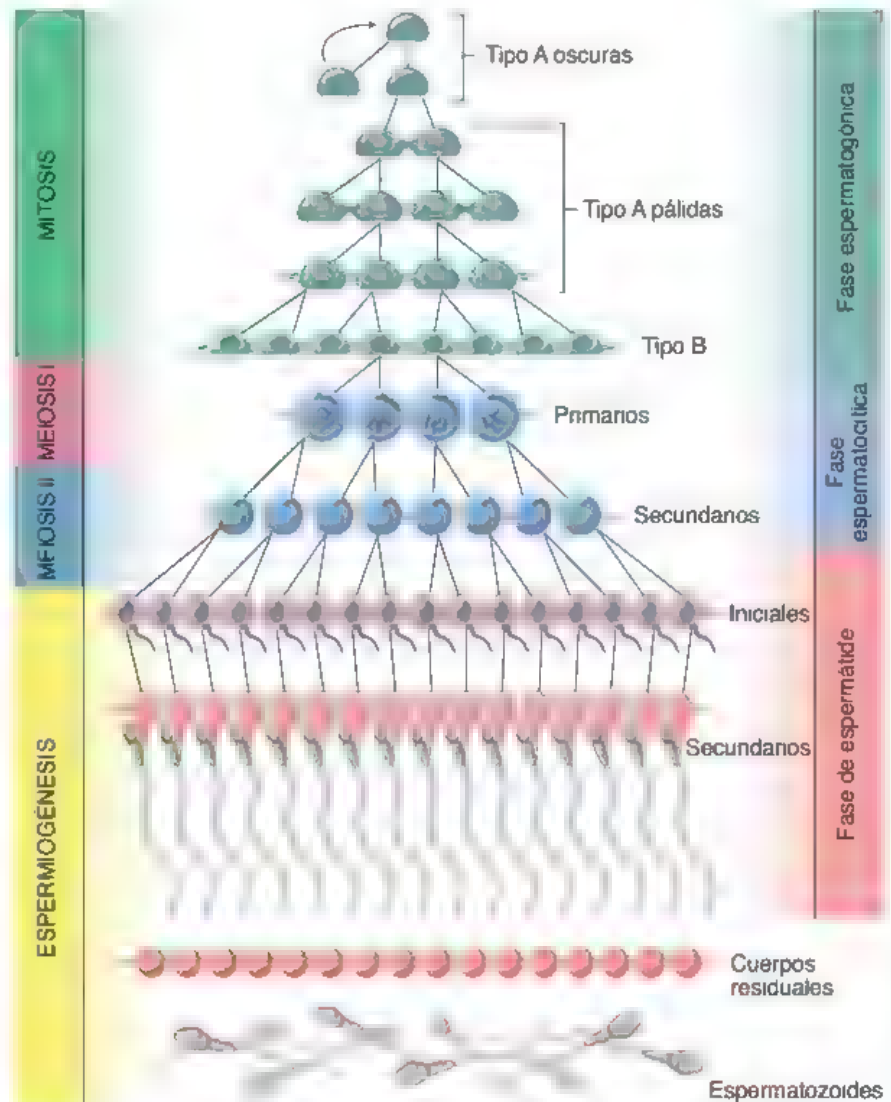 Tipo A oscuras
Tipo A pálidas
Tipo B
Primarios
Secundarios
Iniciales
Secundarios
Cuerpos
residuales
Espermatozoides
MITOSIS
MEIOSIS I
MEIOSIS II
ESPERMIOGÉNESIS
Fase espermatogónica
Fase
espermatocítica
Fase de espermátide